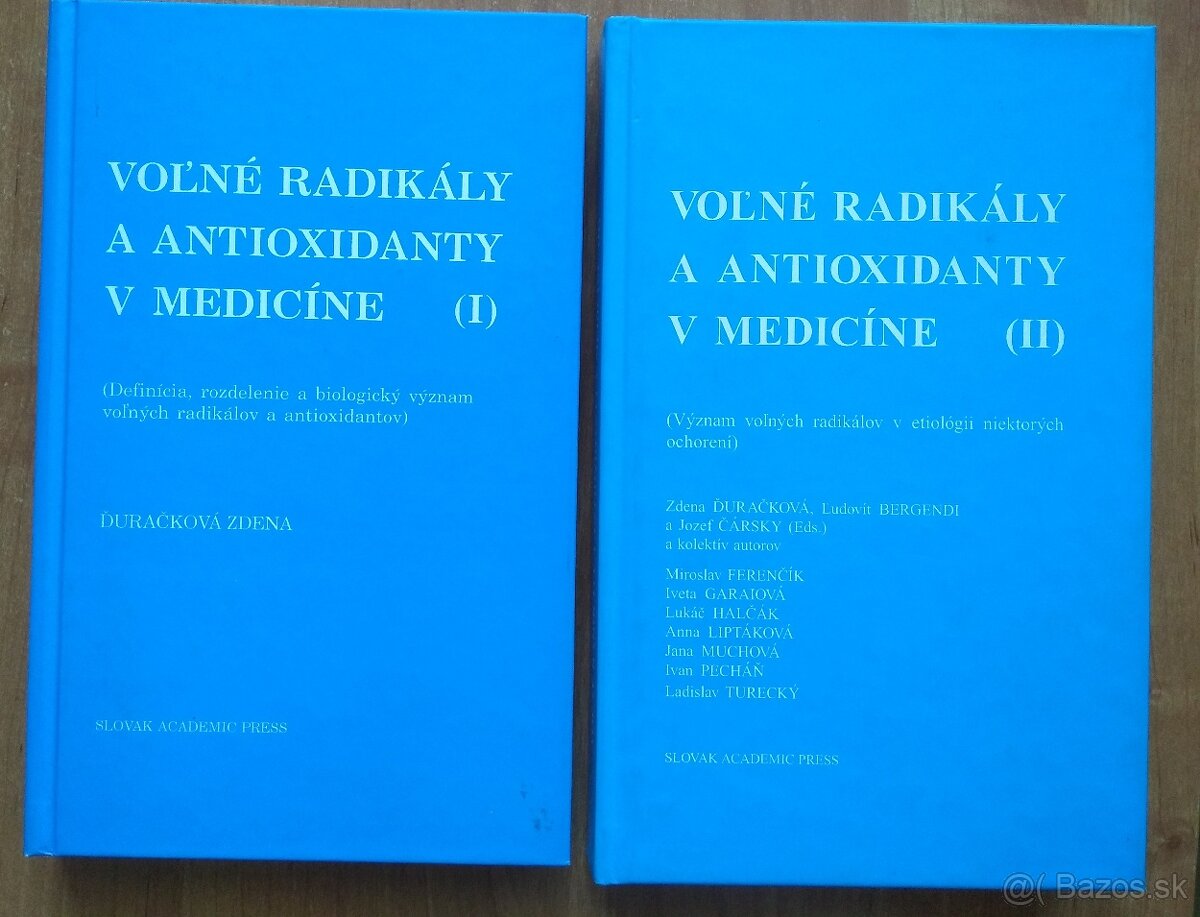 VOĽNÉ RADIKÁLY
A ANTIOXIDANTY
V MEDICÍNE (I)
(Definícia, rozdelenie a biologický význam
voľných radikálov a antioxidantov)
ĎURAČKOVÁ ZDENA
SLOVAK ACADEMIC PRESS
VOĽNÉ RADIKÁLY
A ANTIOXIDANTY
V MEDICÍNE (II)
(Význam voľných radikálov v etiológii niektorých
ochorení)
Zdena ĎURAČKOVÁ, Ľudovít BERGENDI
a Jozef ČÁRSKY (Eds.)
a kolektív autorov
Miroslav FERENČÍK
Iveta GARAIOVÁ
Lukáč HALČÁK
Anna LIPTÁKOVÁ
Jana MUCHOVÁ
Ivan PECHÁŇ
Ladislav TURECKÝ
SLOVAK ACADEMIC PRESS
@( Bazos.sk